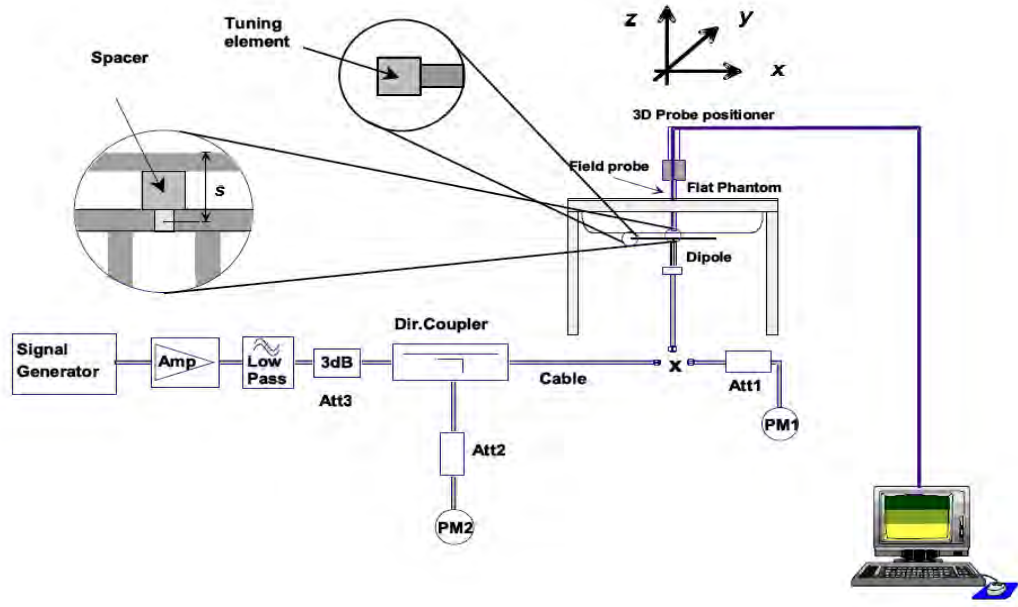 Tuning
element
Spacer
s
z
y
x
3D Probe positioner
Field probe
Flat Phantom
Dipole
Dir.Coupler
Signal
Generator
Amp
Low
Pass
3dB
Att3
Cable
x
Att1
PM1
Att2
PM2